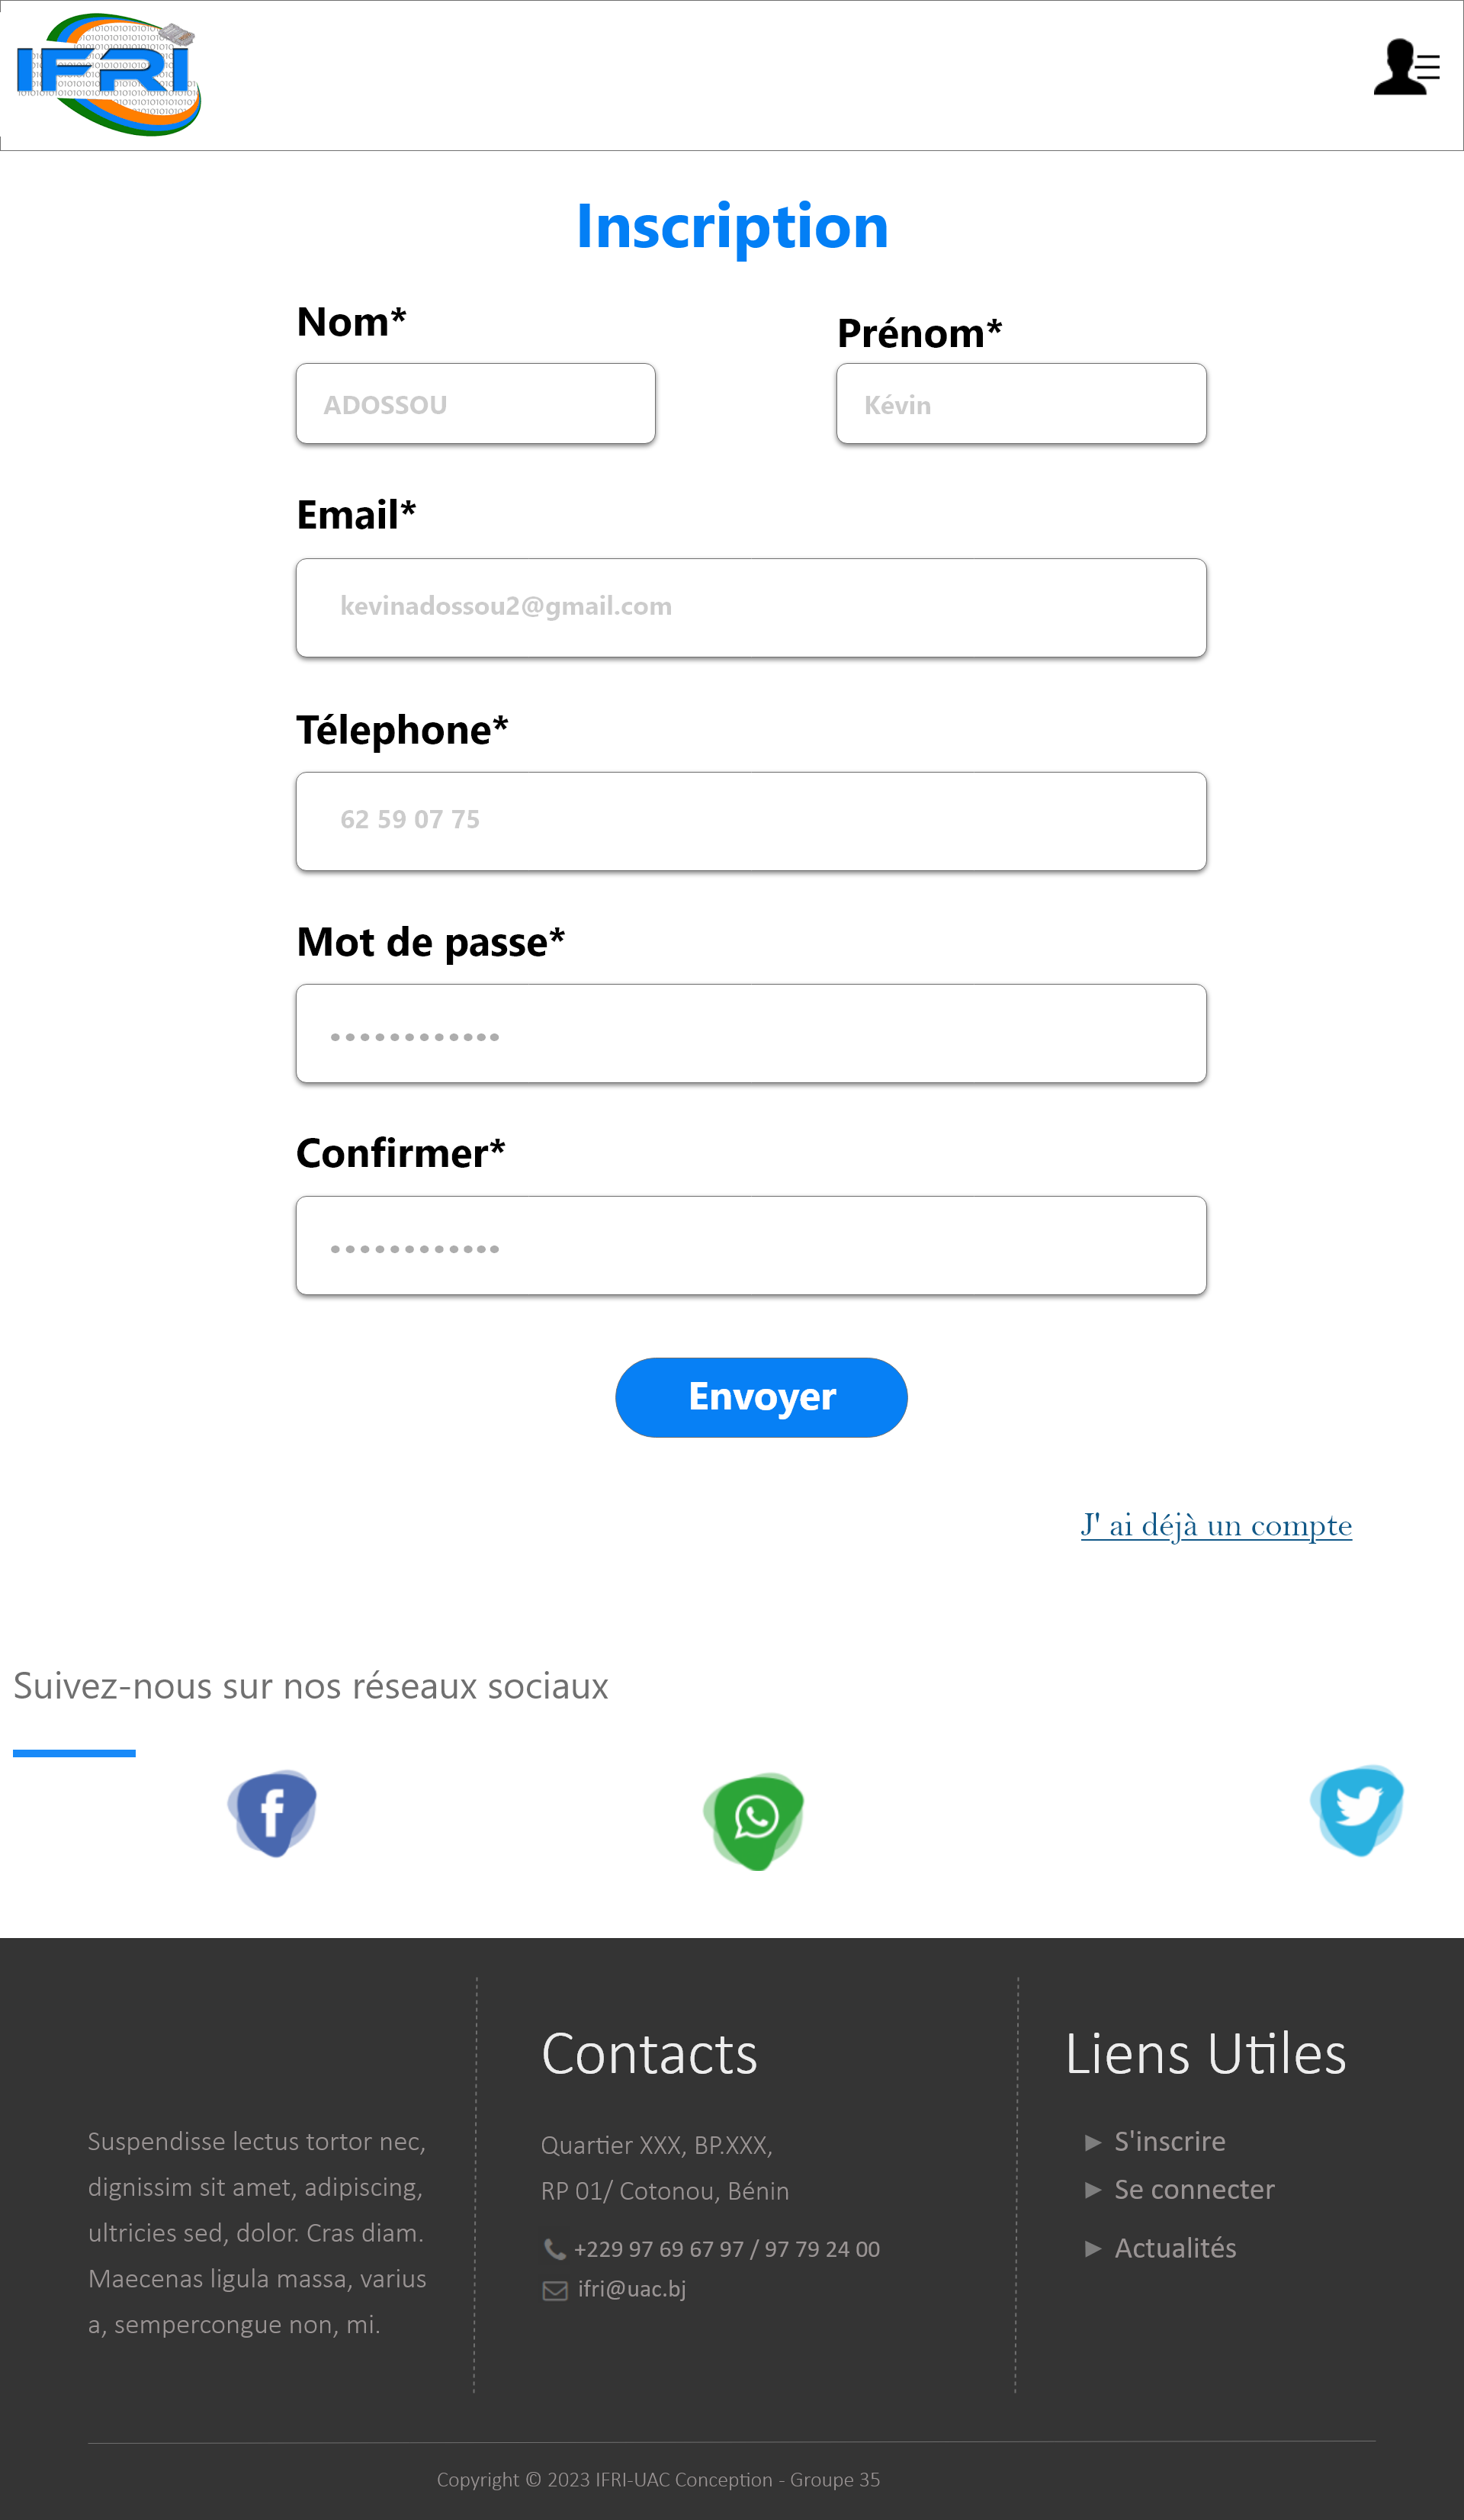 IFRI
Inscription
Nom*
Prénom*
ADOSSOU
Kévin
Email*
kevinadossou2@gmail.com
Télephone*
62 59 07 75
Mot de passe*
Confirmer*
Envoyer
J' ai déjà un compte
Suivez-nous sur nos réseaux sociaux
Suspendisse lectus tortor nec,
dignissim sit amet, adipiscing,
ultricies sed, dolor. Cras diam.
Maecenas ligula massa, varius
a, sempercongue non, mi.
Contacts
Quartier XXX, BP.XXX,
RP 01/ Cotonou, Bénin
+229 97 69 67 97 / 97 79 24 00
ifri@uac.bj
Liens Utiles
S'inscrire
Se connecter
Actualités
Copyright © 2023 IFRI-UAC Conception - Groupe 35